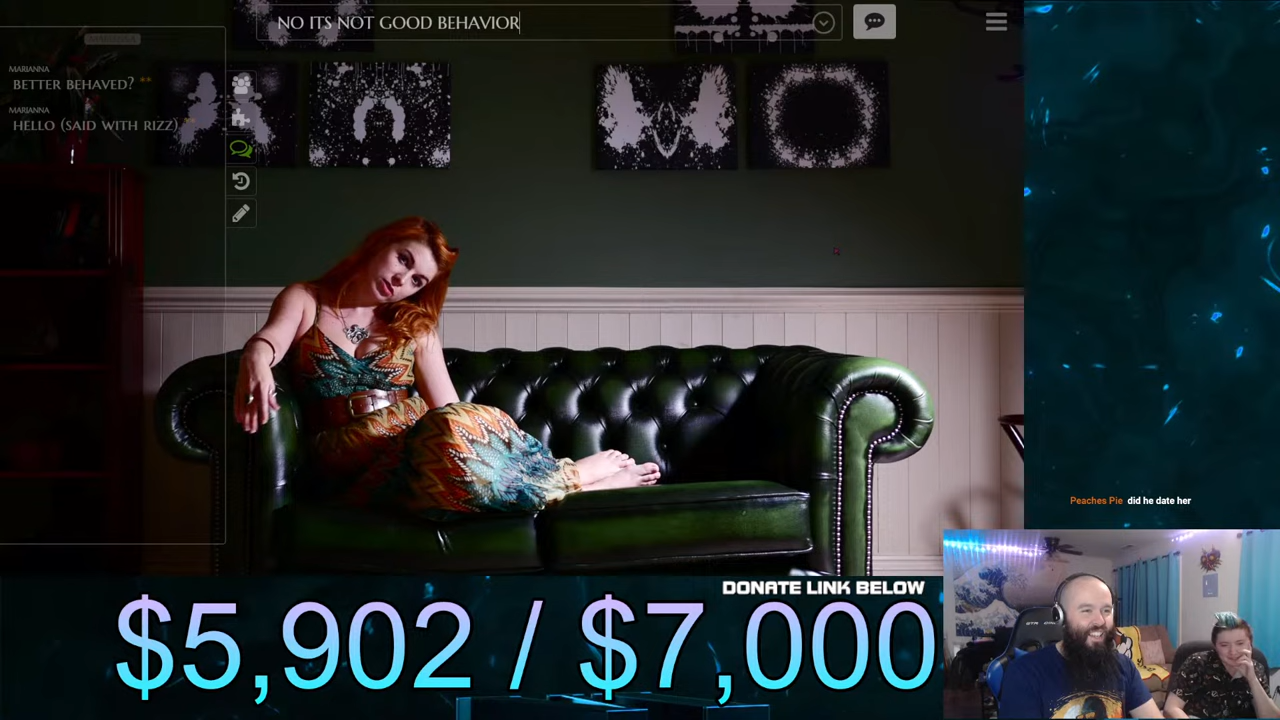 NO ITS NOT GOOD BEHAVIOR
MARIANNA
BETTER BEHAVED? **
MARIANNA
HELLO (SAID WITH RIZZ) **
Peaches Pie did he date her
DONATE LINK BELOW
$5,902 / $7,000